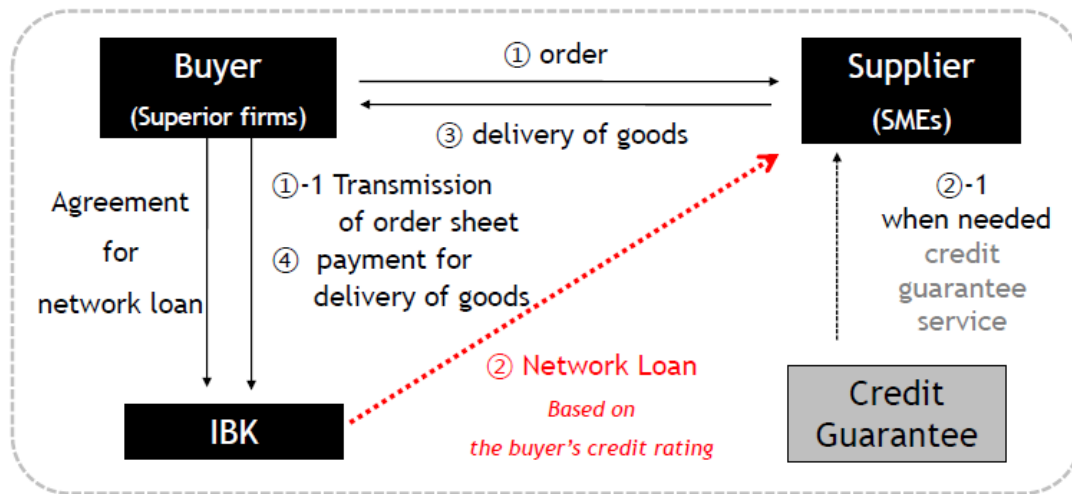 Buyer
(Superior firms)
① order
Supplier
(SMEs)
③ delivery of goods
Agreement
for
network loan
①-1 Transmission
of order sheet
④ payment for
delivery of goods
②-1
when needed
credit
guarantee
service
② Network Loan
Based on
the buyer's credit rating
IBK
Credit
Guarantee